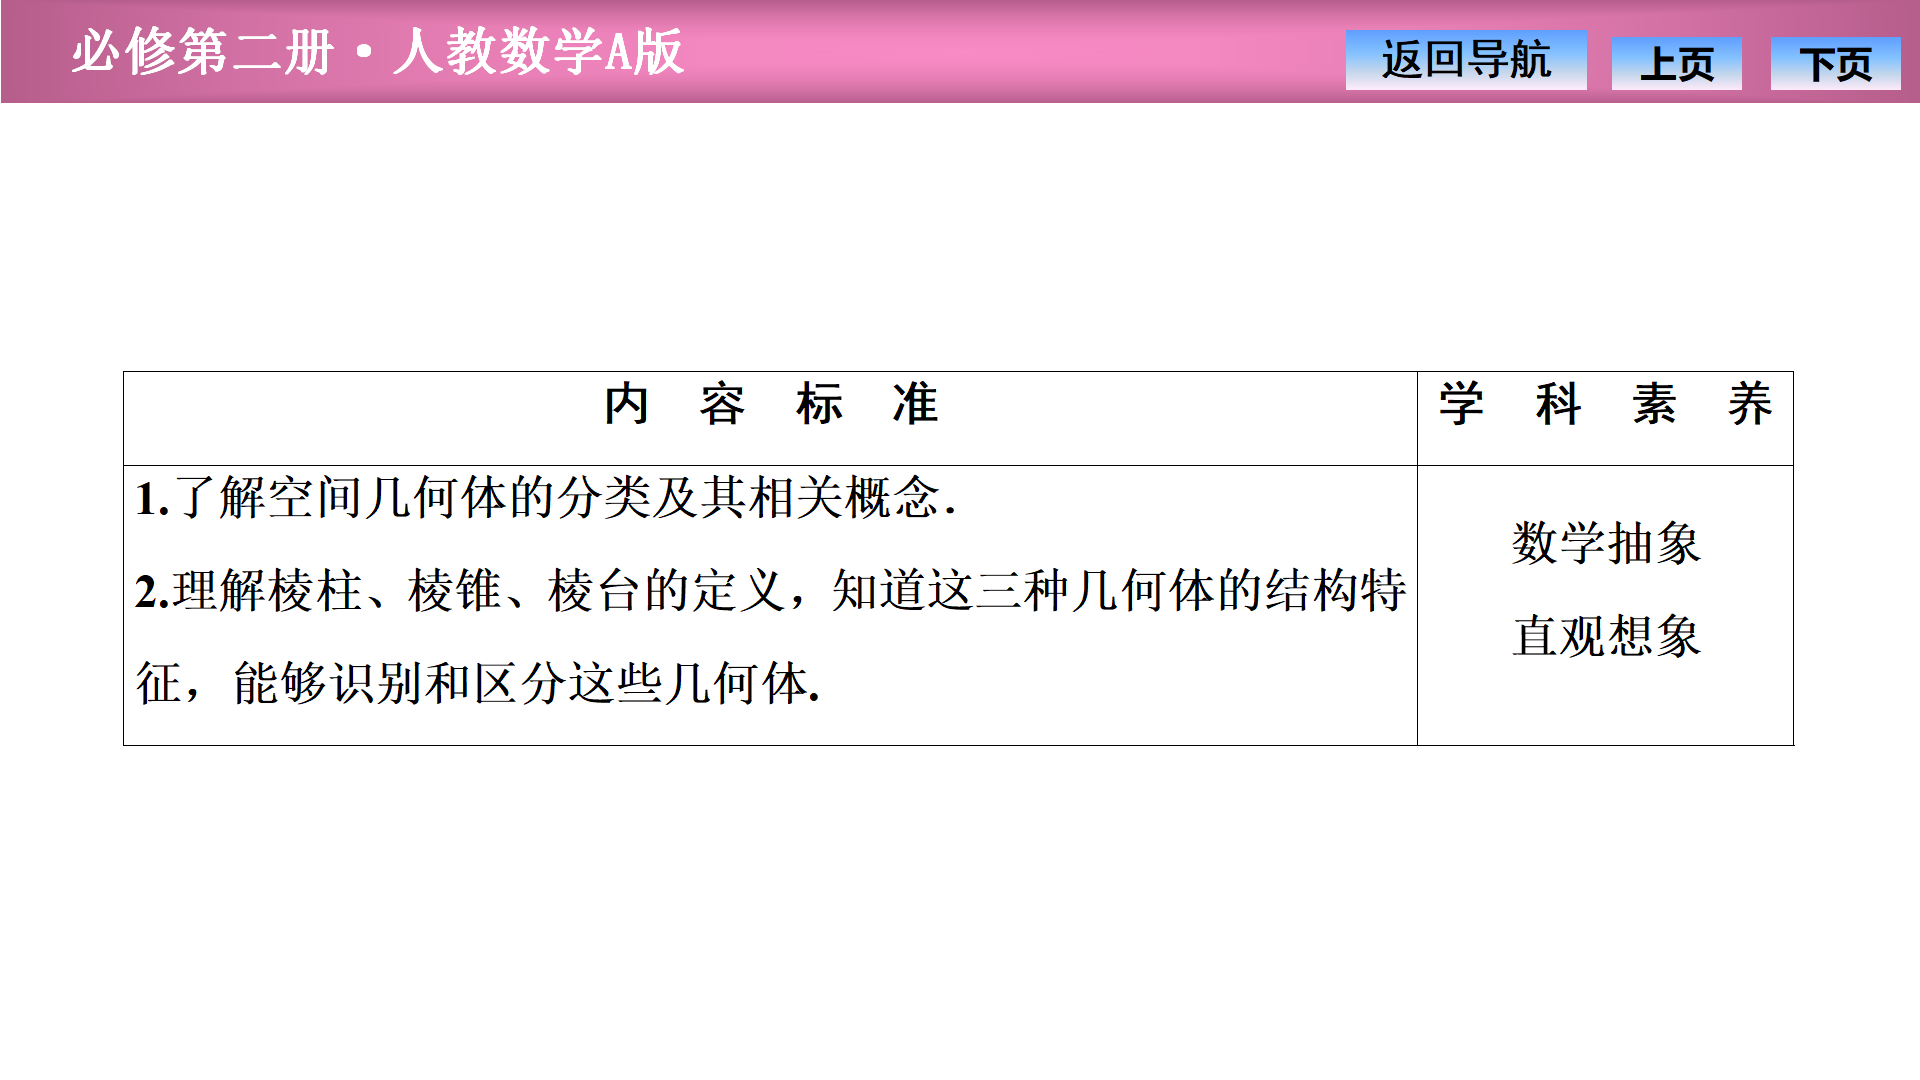 必修第二册·人教数学A版
返回导航 上页 下页
内 容 标 准 学 科 素 养
1.了解空间几何体的分类及其相关概念.
2.理解棱柱、棱锥、棱台的定义，知道这三种几何体的结构特
征，能够识别和区分这些几何体.
数学抽象
直观想象